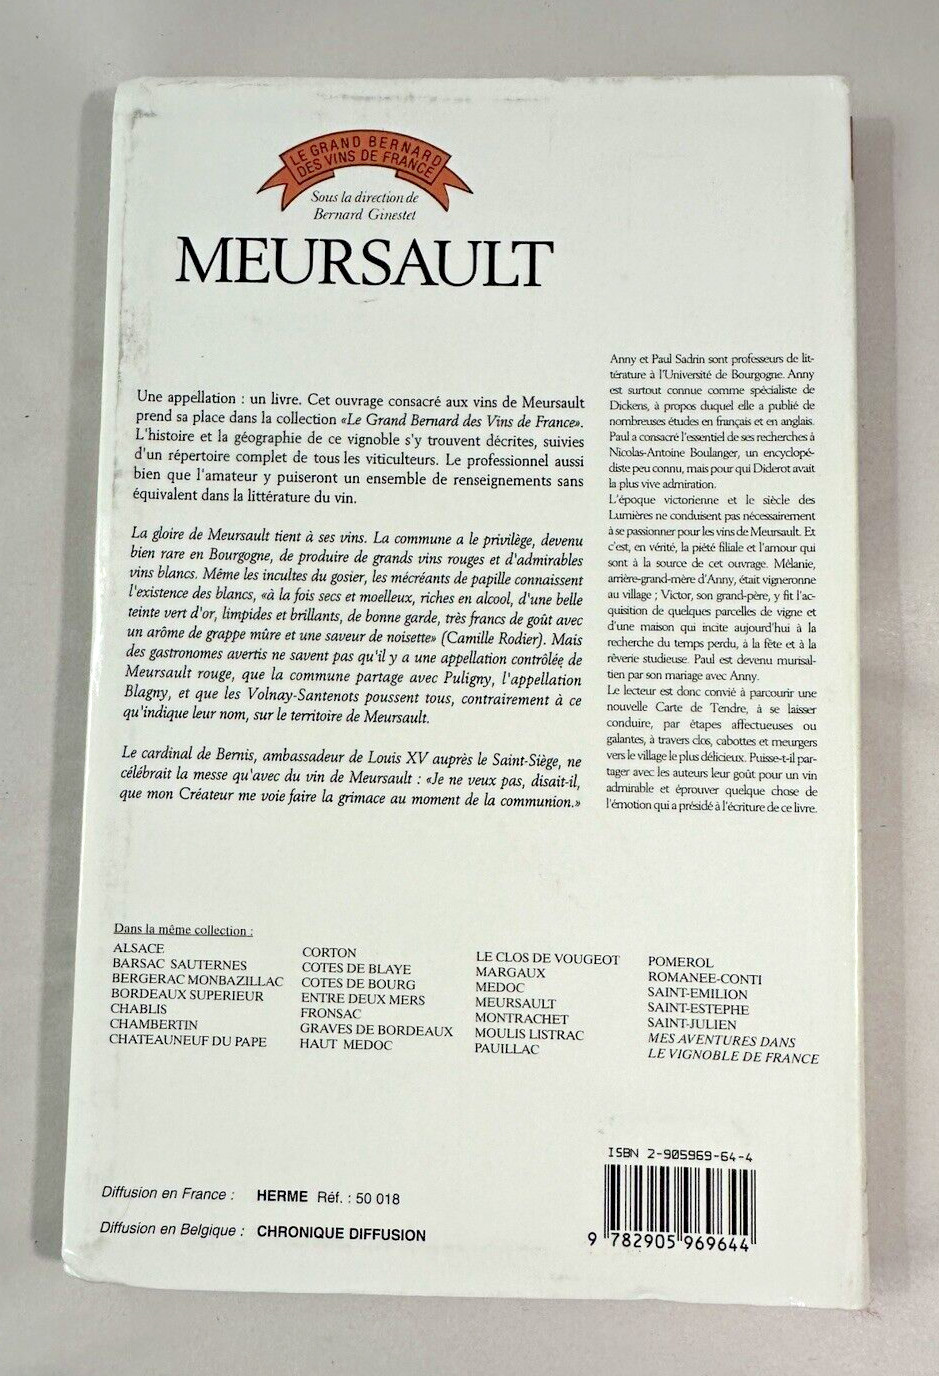 LE GRAND BERNARD
DES VINS DE FRANCE
Sous la direction de
Bernard Ginestet
MEURSAULT
Une appellation : un livre. Cet ouvrage consacré aux vins de Meursault
prend sa place dans la collection «Le Grand Bernard des Vins de France».
L'histoire et la géographie de ce vignoble s'y trouvent décrites, suivies
d'un répertoire complet de tous les viticulteurs. Le professionnel aussi
bien que l'amateur y puiseront un ensemble de renseignements sans
équivalent dans la littérature du vin.
La gloire de Meursault tient à ses vins. La commune a le privilège, devenu
bien rare en Bourgogne, de produire de grands vins rouges et d'admirables
vins blancs. Même les incultes du gosier, les mécréants de papille connaissent
l'existence des blancs, «à la fois secs et moelleux, riches en alcool, d'une belle
teinte vert d'or, limpides et brillants, de bonne garde, très francs de goût avec
un arôme de grappe mûre et une saveur de noisette» (Camille Rodier). Mais
des gastronomes avertis ne savent pas qu'il y a une appellation contrôlée de
Meursault rouge, que la commune partage avec Puligny, l'appellation
Blagny, et que les Volnay-Santenots poussent tous, contrairement à ce
qu'indique leur nom, sur le territoire de Meursault.
Le cardinal de Bernis, ambassadeur de Louis XV auprès le Saint-Siège, ne
célébrait la messe qu'avec du vin de Meursault : «Je ne veux pas, disait-il,
que mon Créateur me voie faire la grimace au moment de la communion.»
Anny et Paul Sadrin sont professeurs de lit-
térature à l'Université de Bourgogne. Anny
est surtout connue comme spécialiste de
Dickens, à propos duquel elle a publié de
nombreuses études en français et en anglais.
Paul a consacré l'essentiel de ses recherches à
Nicolas-Antoine Boulanger, un encyclopé-
diste peu connu, mais pour qui Diderot avait
la plus vive admiration.
L'époque victorienne et le siècle des
Lumières ne conduisent pas nécessairement
à se passionner pour les vins de Meursault. Et
c'est, en vérité, la piété filiale et l'amour qui
sont à la source de cet ouvrage. Mélanie,
arrière-grand-mère d'Anny, était vigneronne
au village ; Victor, son grand-père, y fit l'ac-
quisition de quelques parcelles de vigne et
d'une maison qui incite aujourd'hui à la
recherche du temps perdu, à la fête et à la
rêverie studieuse. Paul est devenu murisal-
tien par son mariage avec Anny.
Le lecteur est donc convié à parcourir une
nouvelle Carte de Tendre, à se laisser
conduire, par étapes affectueuses ou
galantes, à travers clos, cabottes et meurgers
vers le village le plus délicieux. Puisse-t-il par-
tager avec les auteurs leur goût pour un vin
admirable et éprouver quelque chose de
l'émotion qui a présidé à l'écriture de ce livre.
Dans la même collection :
ALSACE
BARSAC SAUTERNES
BERGERAC MONBAZILLAC
BORDEAUX SUPERIEUR
CHABLIS
CHAMBERTIN
CHATEAUNEUF DU PAPE
CORTON
COTES DE BLAYE
COTES DE BOURG
ENTRE DEUX MERS
FRONSAC
GRAVES DE BORDEAUX
HAUT MEDOC
LE CLOS DE VOUGEOT
MARGAUX
MEDOC
MEURSAULT
MONTRACHET
MOULIS LISTRAC
PAUILLAC
POMEROL
ROMANEE-CONTI
SAINT-EMILION
SAINT-ESTEPHE
SAINT-JULIEN
MES AVENTURES DANS
LE VIGNOBLE DE FRANCE
Diffusion en France : HERME Réf. : 50 018
Diffusion en Belgique : CHRONIQUE DIFFUSION
ISBN 2-905969-64-4
9 782905 969644